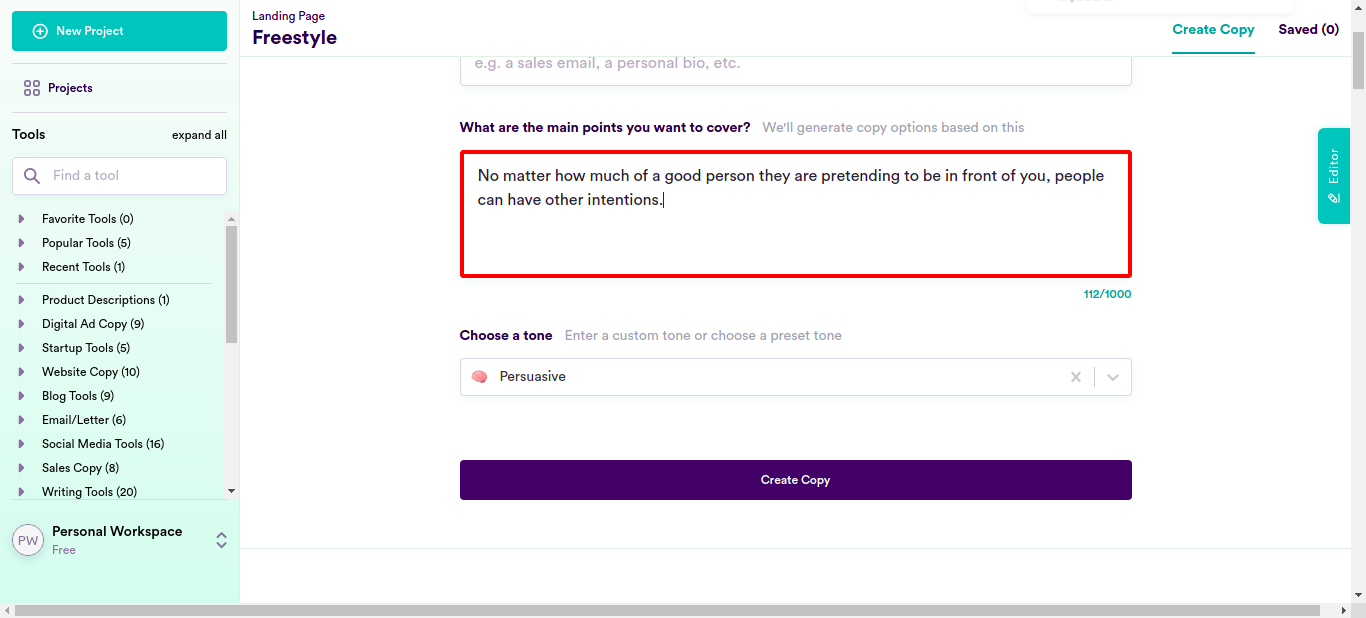 New Project
Projects
Tools
expand all
Find a tool
Favorite Tools (0)
Popular Tools (5)
Recent Tools (1)
Product Descriptions (1)
Digital Ad Copy (9)
Startup Tools (5)
Website Copy (10)
Blog Tools (9)
Email/Letter (6)
Social Media Tools (16)
Sales Copy (8)
Writing Tools (20)
PW
Personal Workspace
Free
Landing Page
Freestyle
Create Copy
Saved (0)
e.g. a sales email, a personal bio, etc.
What are the main points you want to cover? We'll generate copy options based on this
No matter how much of a good person they are pretending to be in front of you, people
can have other intentions.
112/1000
Choose a tone Enter a custom tone or choose a preset tone
Persuasive
Create Copy
Editor